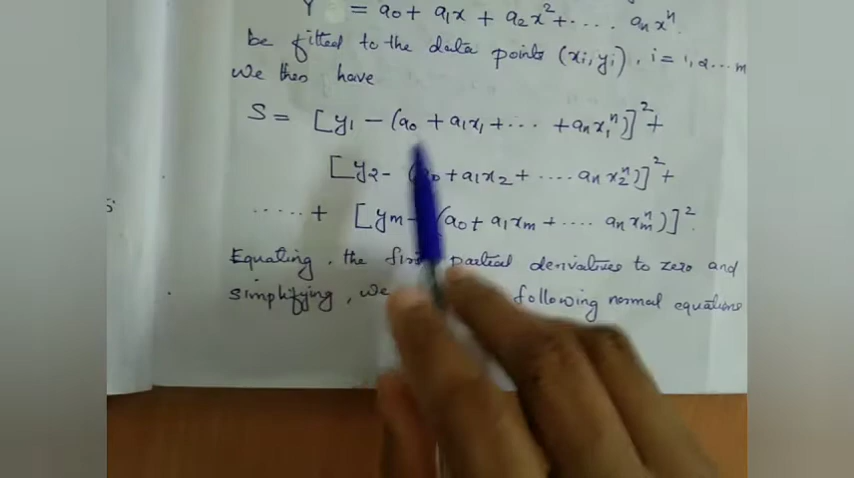 Y = a₀ + a₁x + a₂x² + .... aₙxⁿ.
be fitted to the data points (xᵢ, yᵢ), i = 1, 2 ... m
We then have
S = [y₁ - (a₀ + a₁x₁ + ... + aₙx₁ⁿ)]² +
[y₂ - (a₀ + a₁x₂ + .... aₙx₂ⁿ)]² +
..... + [yₘ - (a₀ + a₁xₘ + .... aₙxₘⁿ)]².
Equating, the first partial derivatives to zero and
simplifying, we following normal equations